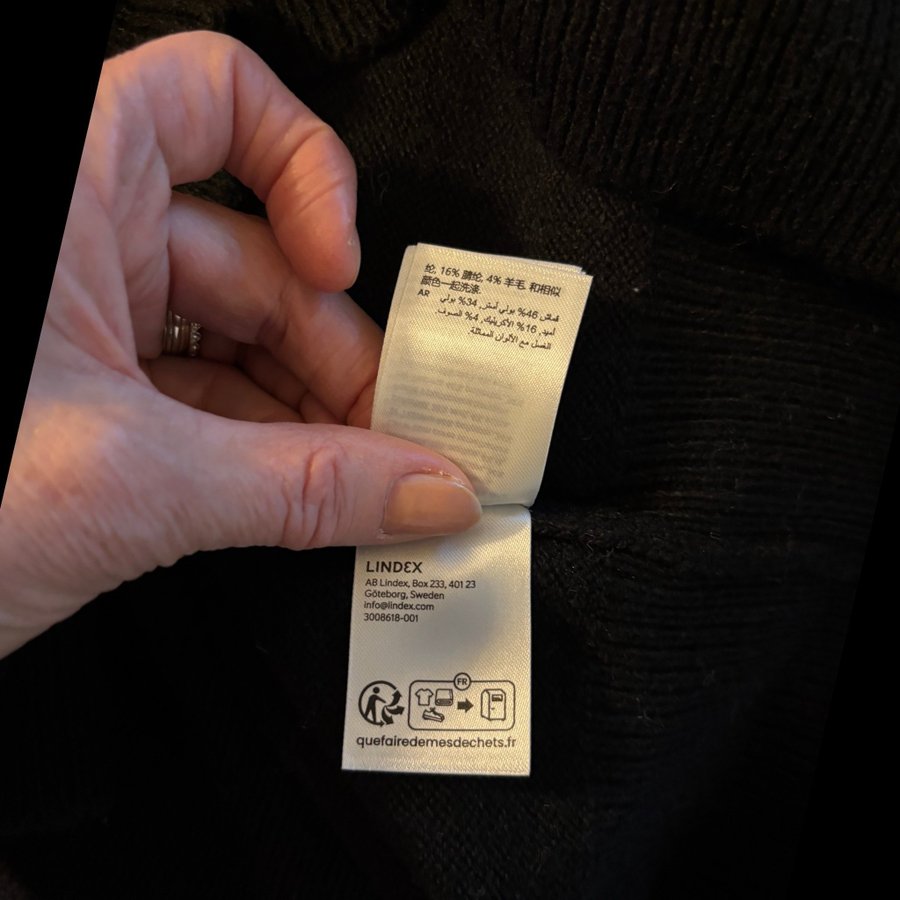 纶, 16% 腈纶, 4% 羊毛. 和相似
颜色一起洗涤.
AR
قماش 46% بولي أستر, 34% بولي
أميد, 16% الأكريليك, 4% الصوف
الغسل مع الألوان المماثلة.
LINDEX
AB Lindex, Box 233, 401 23
Göteborg, Sweden
info@lindex.com
3008618-001
FR
quefairedemesdechets.fr